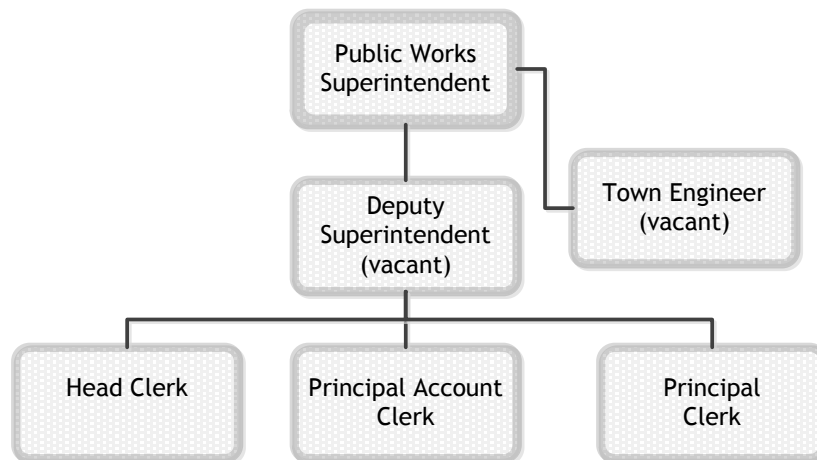 Public Works
Superintendent
Town Engineer
(vacant)
Deputy
Superintendent
(vacant)
Head Clerk
Principal Account
Clerk
Principal
Clerk